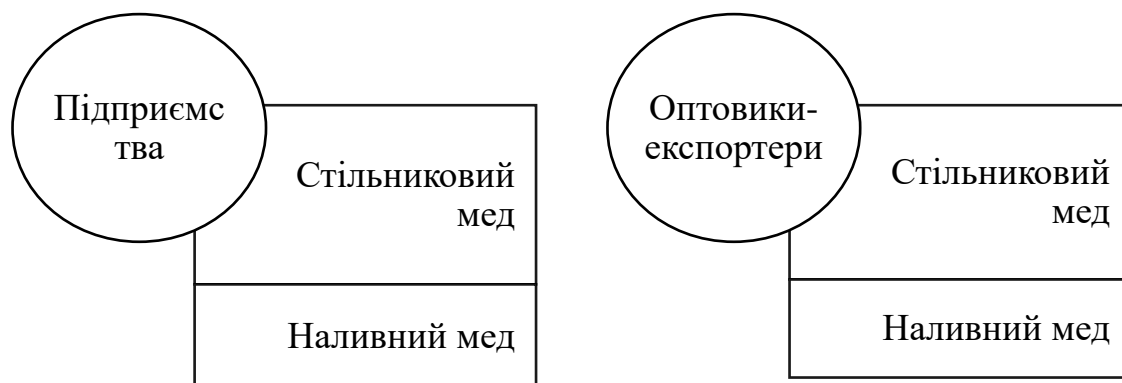 Підприємс
тва
Стільниковий
мед
Наливний мед
Оптовики-
експортери
Стільниковий
мед
Наливний мед